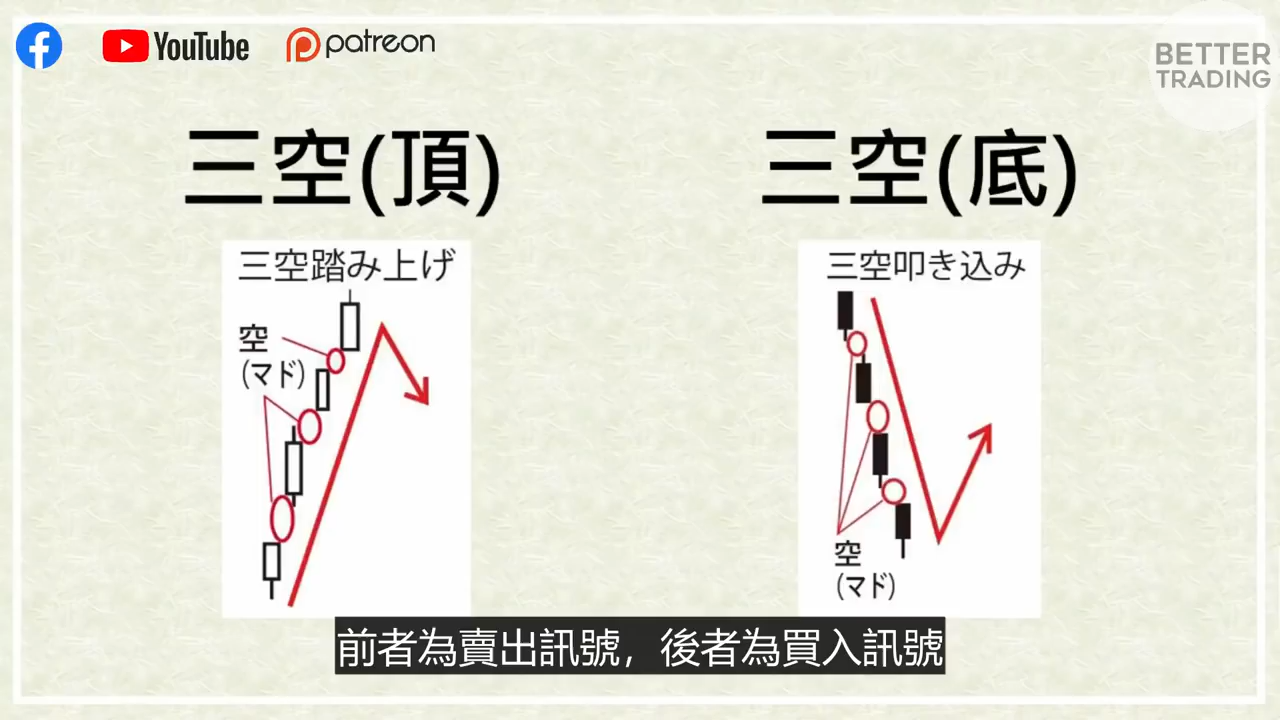 YouTube
patreon
BETTER
TRADING
三空(頂)
三空(底)
三空踏み上げ
空
(マド)
三空叩き込み
空
(マド)
前者為賣出訊號，後者為買入訊號